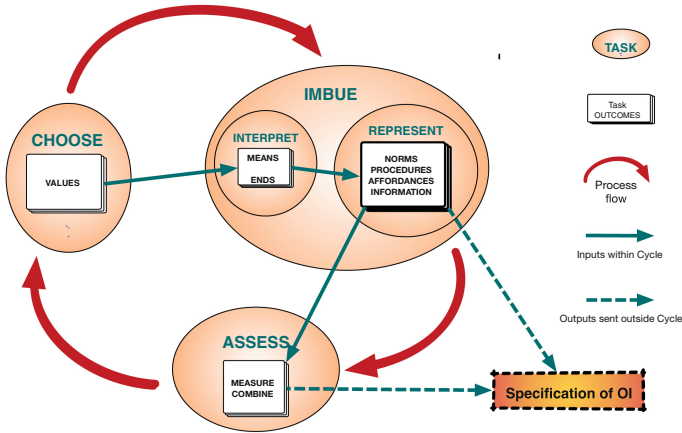 IMBUE
CHOOSE
VALUES
INTERPRET
MEANS
ENDS
REPRESENT
NORMS
PROCEDURES
AFFORDANCES
INFORMATION
ASSESS
MEASURE
COMBINE
Specification of OI
TASK
Task
OUTCOMES
Process
flow
Inputs within Cycle
Outputs sent outside Cycle